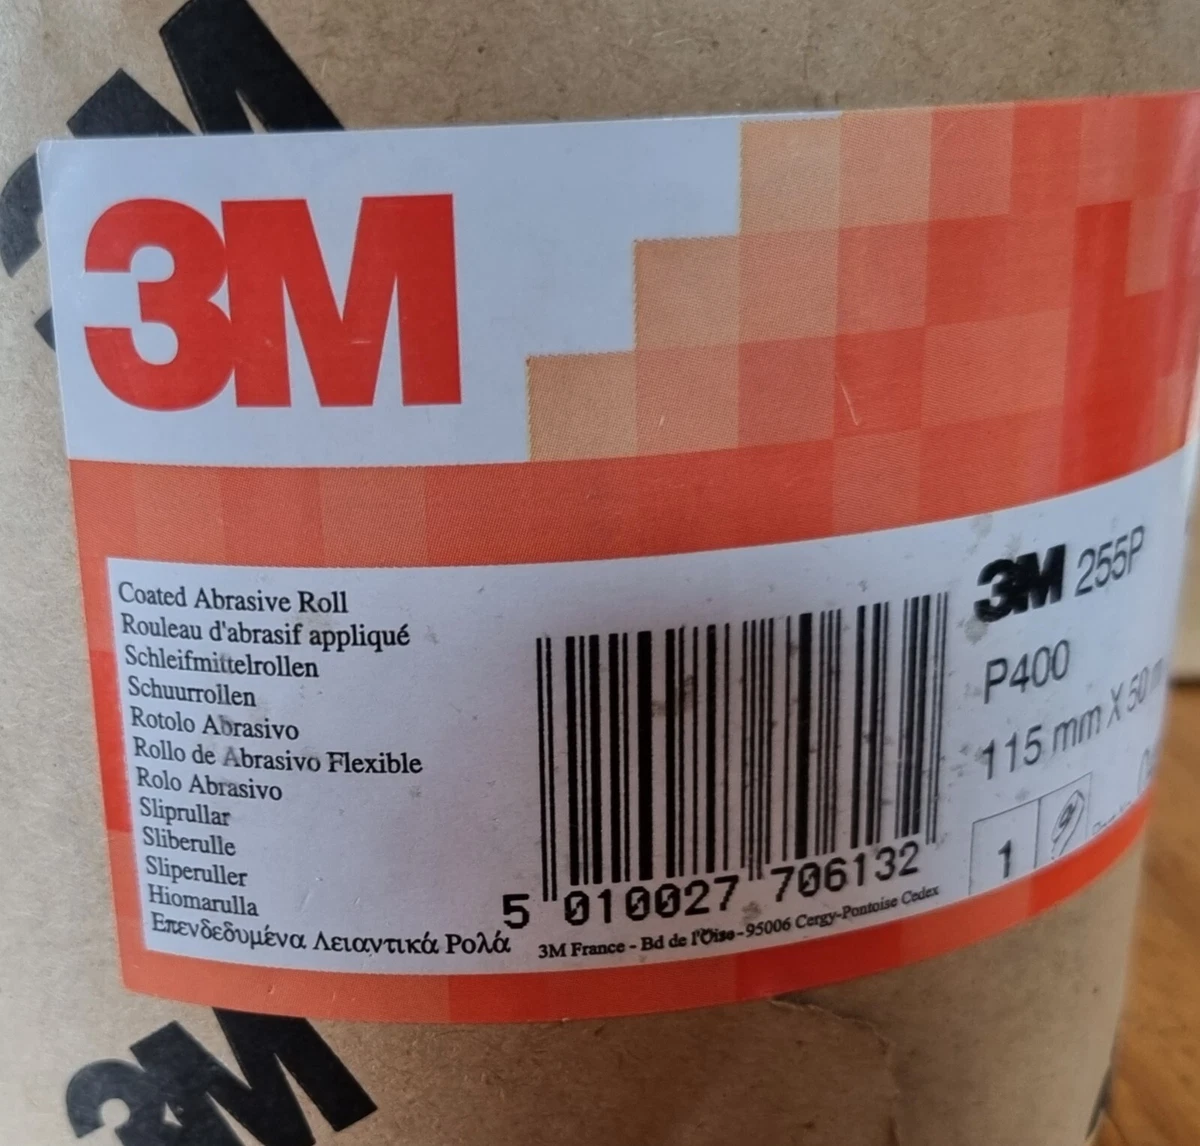 3M
Coated Abrasive Roll
Rouleau d'abrasif appliqué
Schleifmittelrollen
Schuurrollen
Rotolo Abrasivo
Rollo de Abrasivo Flexible
Rolo Abrasivo
Sliprullar
Sliberulle
Sliperuller
Hiomarulla
Επενδεδυμένα Λειαντικά Ρολά
5 010027 706132
3M France - Bd de l'Oise - 95006 Cergy-Pontoise Cedex
3M 255P
P400
115 mm X 50 m
1
3M